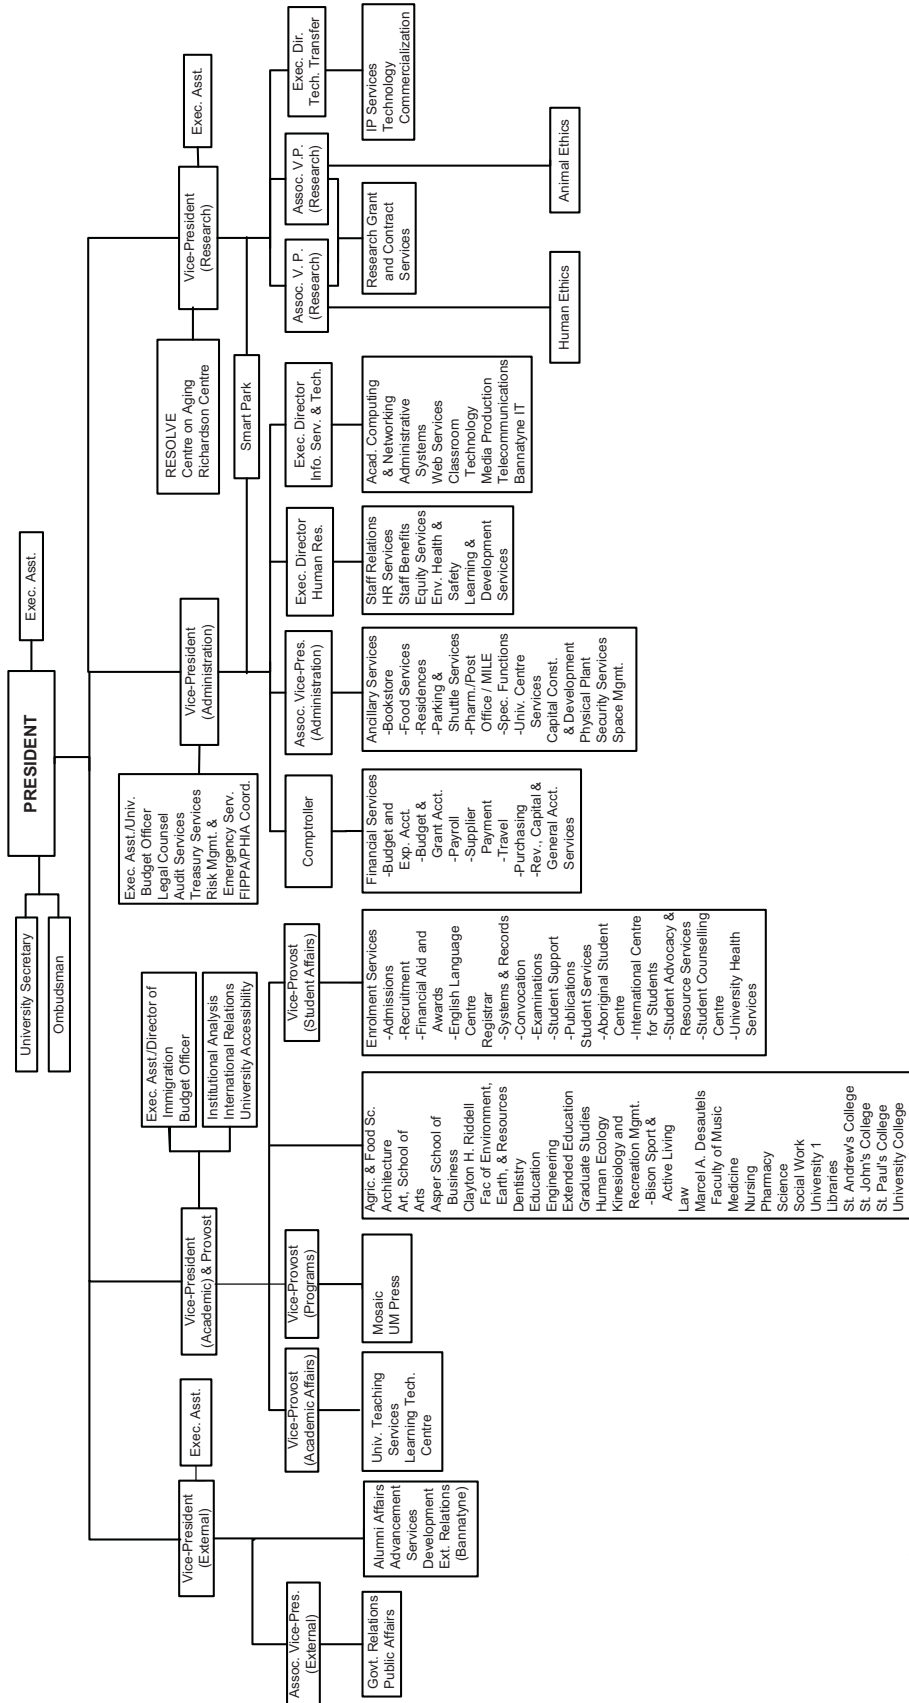 PRESIDENT
Exec. Asst.
University Secretary
Ombudsman
Vice-President
(External)
Exec. Asst.
Assoc. Vice-Pres.
(External)
Govt. Relations
Public Affairs
Alumni Affairs
Advancement
Services
Development
Ext. Relations
(Bannatyne)
Vice-President
(Academic) & Provost
Exec. Asst./Director of
Immigration
Budget Officer
Institutional Analysis
International Relations
University Accessibility
Vice-Provost
(Academic Affairs)
Univ. Teaching
Services
Learning Tech.
Centre
Vice-Provost
(Programs)
Mosaic
UM Press
Agric. & Food Sc.
Architecture
Art, School of
Arts
Asper School of
Business
Clayton H. Riddell
Fac of Environment,
Earth, & Resources
Dentistry
Education
Engineering
Extended Education
Graduate Studies
Human Ecology
Kinesiology and
Recreation Mgmt.
-Bison Sport &
Active Living
Law
Marcel A. Desautels
Faculty of Music
Medicine
Nursing
Pharmacy
Science
Social Work
University 1
Libraries
St. Andrew's College
St. John's College
St. Paul's College
University College
Vice-Provost
(Student Affairs)
Enrolment Services
-Admissions
-Recruitment
-Financial Aid and
Awards
-English Language
Centre
Registrar
-Systems & Records
-Convocation
-Examinations
-Student Support
-Publications
Student Services
-Aboriginal Student
Centre
-International Centre
for Students
-Student Advocacy &
Resource Services
-Student Counselling
Centre
-University Health
Services
Vice-President
(Administration)
Exec. Asst./Univ.
Budget Officer
Legal Counsel
Audit Services
Treasury Services
Risk Mgmt. &
Emergency Serv.
FIPPA/PHIA Coord.
Comptroller
Financial Services
-Budget and
Exp. Acct.
-Budget &
Grant Acct.
-Payroll
-Supplier
Payment
-Travel
-Purchasing
-Rev., Capital &
General Acct.
Services
Assoc. Vice-Pres.
(Administration)
Ancillary Services
-Bookstore
-Food Services
-Residences
-Parking &
Shuttle Services
-Pharm./Post
Office / MILE
-Spec. Functions
-Univ. Centre
Services
Capital Const.
& Development
Physical Plant
Security Services
Space Mgmt.
Exec. Director
Human Res.
Staff Relations
HR Services
Staff Benefits
Equity Services
Env. Health &
Safety
Learning &
Development
Services
Exec. Director
Info. Serv. & Tech.
Acad. Computing
& Networking
Administrative
Systems
Web Services
Classroom
Technology
Media Production
Telecommunications
Bannatyne IT
Smart Park
Vice-President
(Research)
Exec. Asst.
RESOLVE
Centre on Aging
Richardson Centre
Assoc. V. P.
(Research)
Assoc. V.P.
(Research)
Research Grant
and Contract
Services
Human Ethics
Animal Ethics
Exec. Dir.
Tech. Transfer
IP Services
Technology
Commercialization